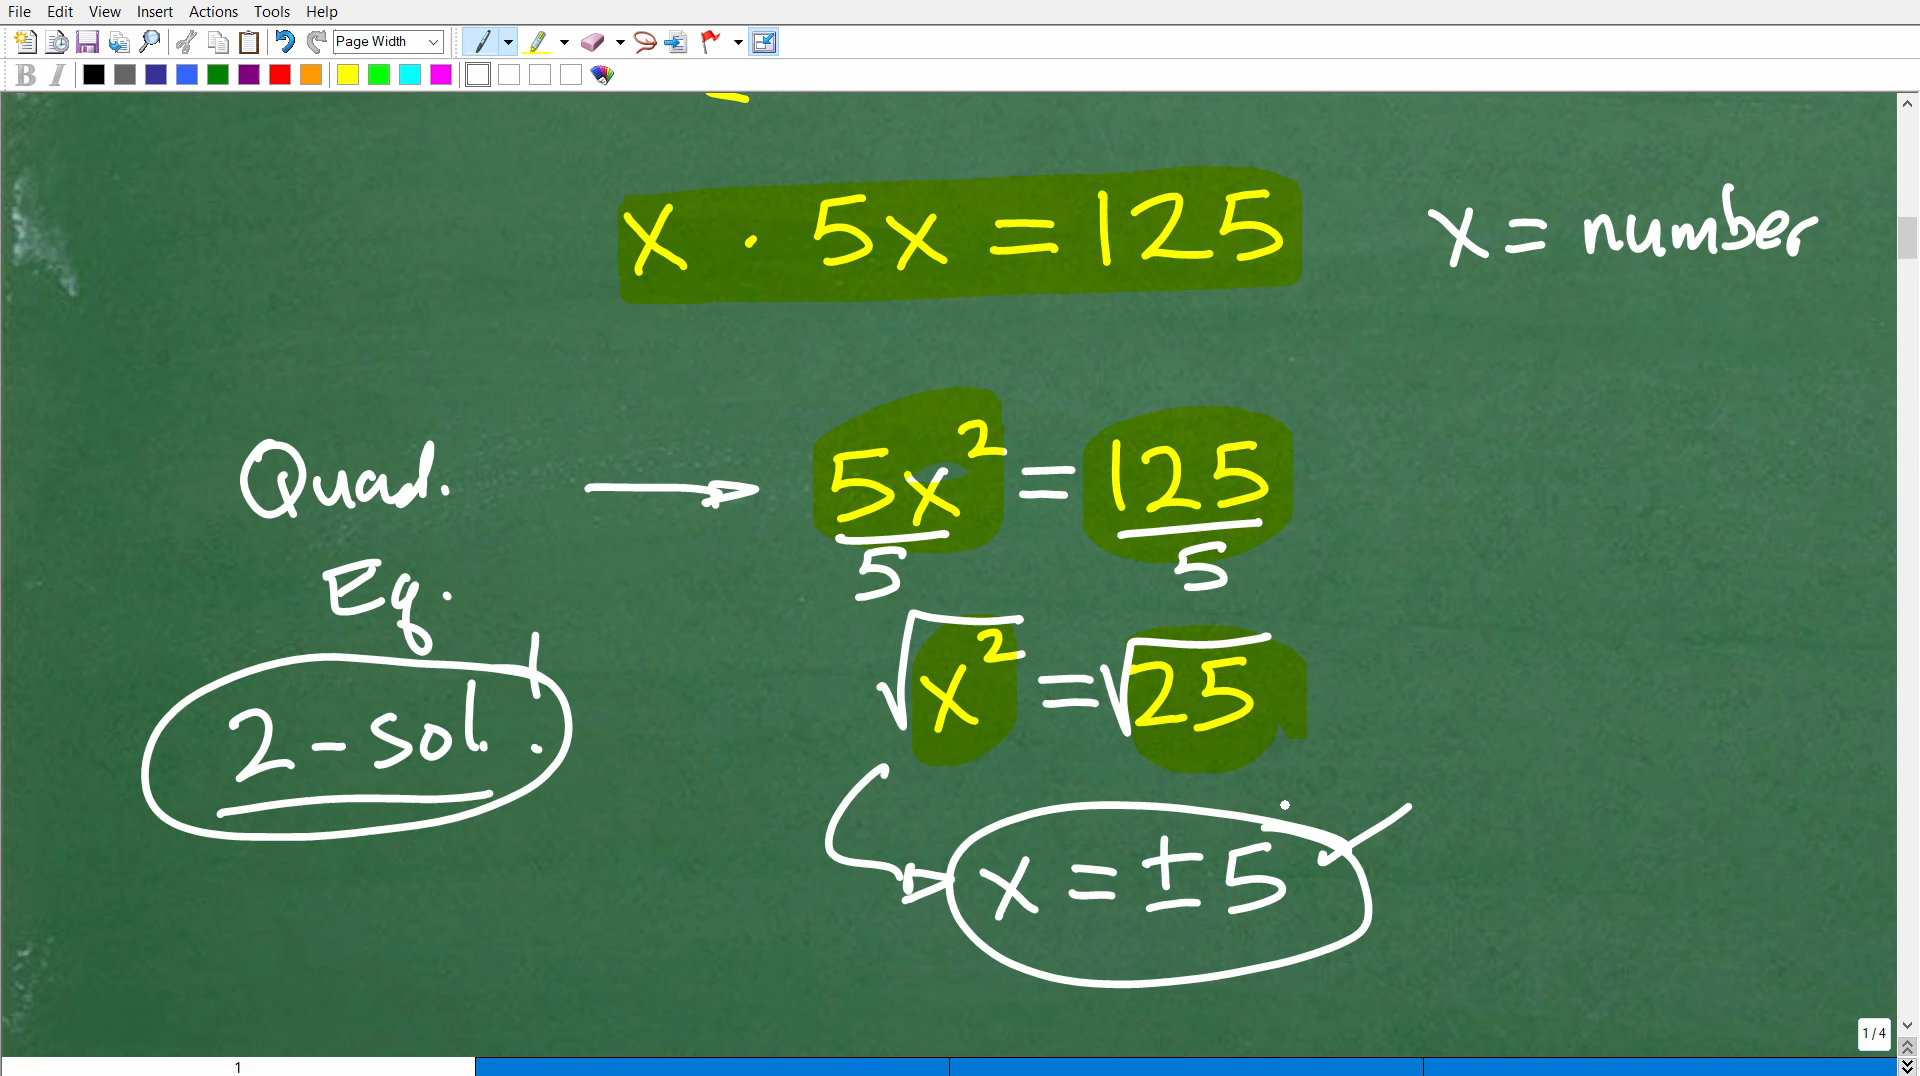 File Edit View Insert Actions Tools Help
Page Width
B I
x · 5x = 125
x = number
Quad.
Eq.
2 - sol. !
5x² = 125
5 5
√x² = √25
x = ±5
1 / 4
1